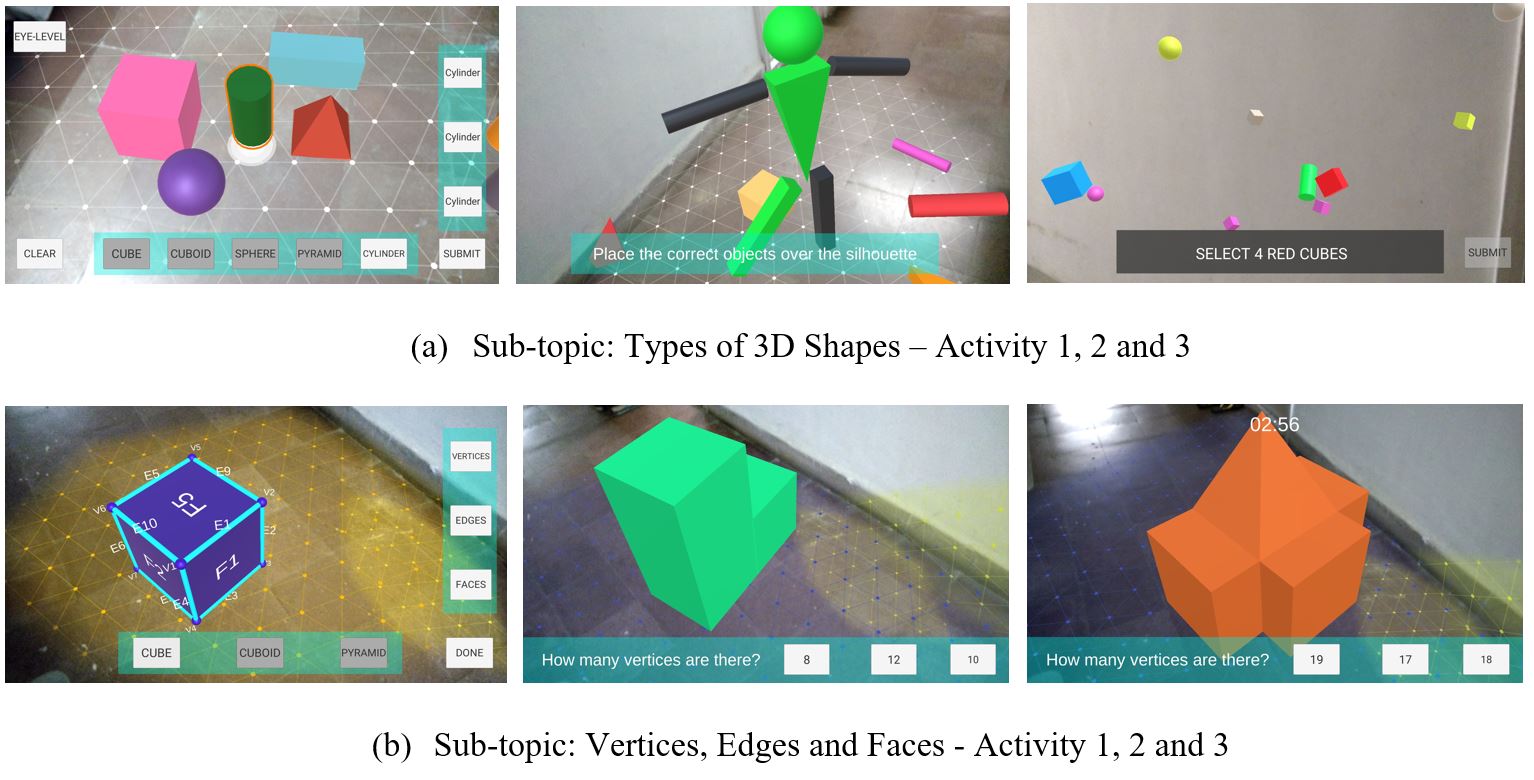 EYE-LEVEL
Cylinder
Cylinder
Cylinder
CLEAR
CUBE
CUBOID
SPHERE
PYRAMID
CYLINDER
SUBMIT
Place the correct objects over the silhouette
SELECT 4 RED CUBES
SUBMIT
(a) Sub-topic: Types of 3D Shapes – Activity 1, 2 and 3
V5
E5
E9
V6
F5
V2
E10
E1
E2
E6
V1
F1
V7
E4
E3
V4
VERTICES
EDGES
FACES
CUBE
CUBOID
PYRAMID
DONE
How many vertices are there? 8 12 10
02:56
How many vertices are there? 19 17 18
(b) Sub-topic: Vertices, Edges and Faces - Activity 1, 2 and 3